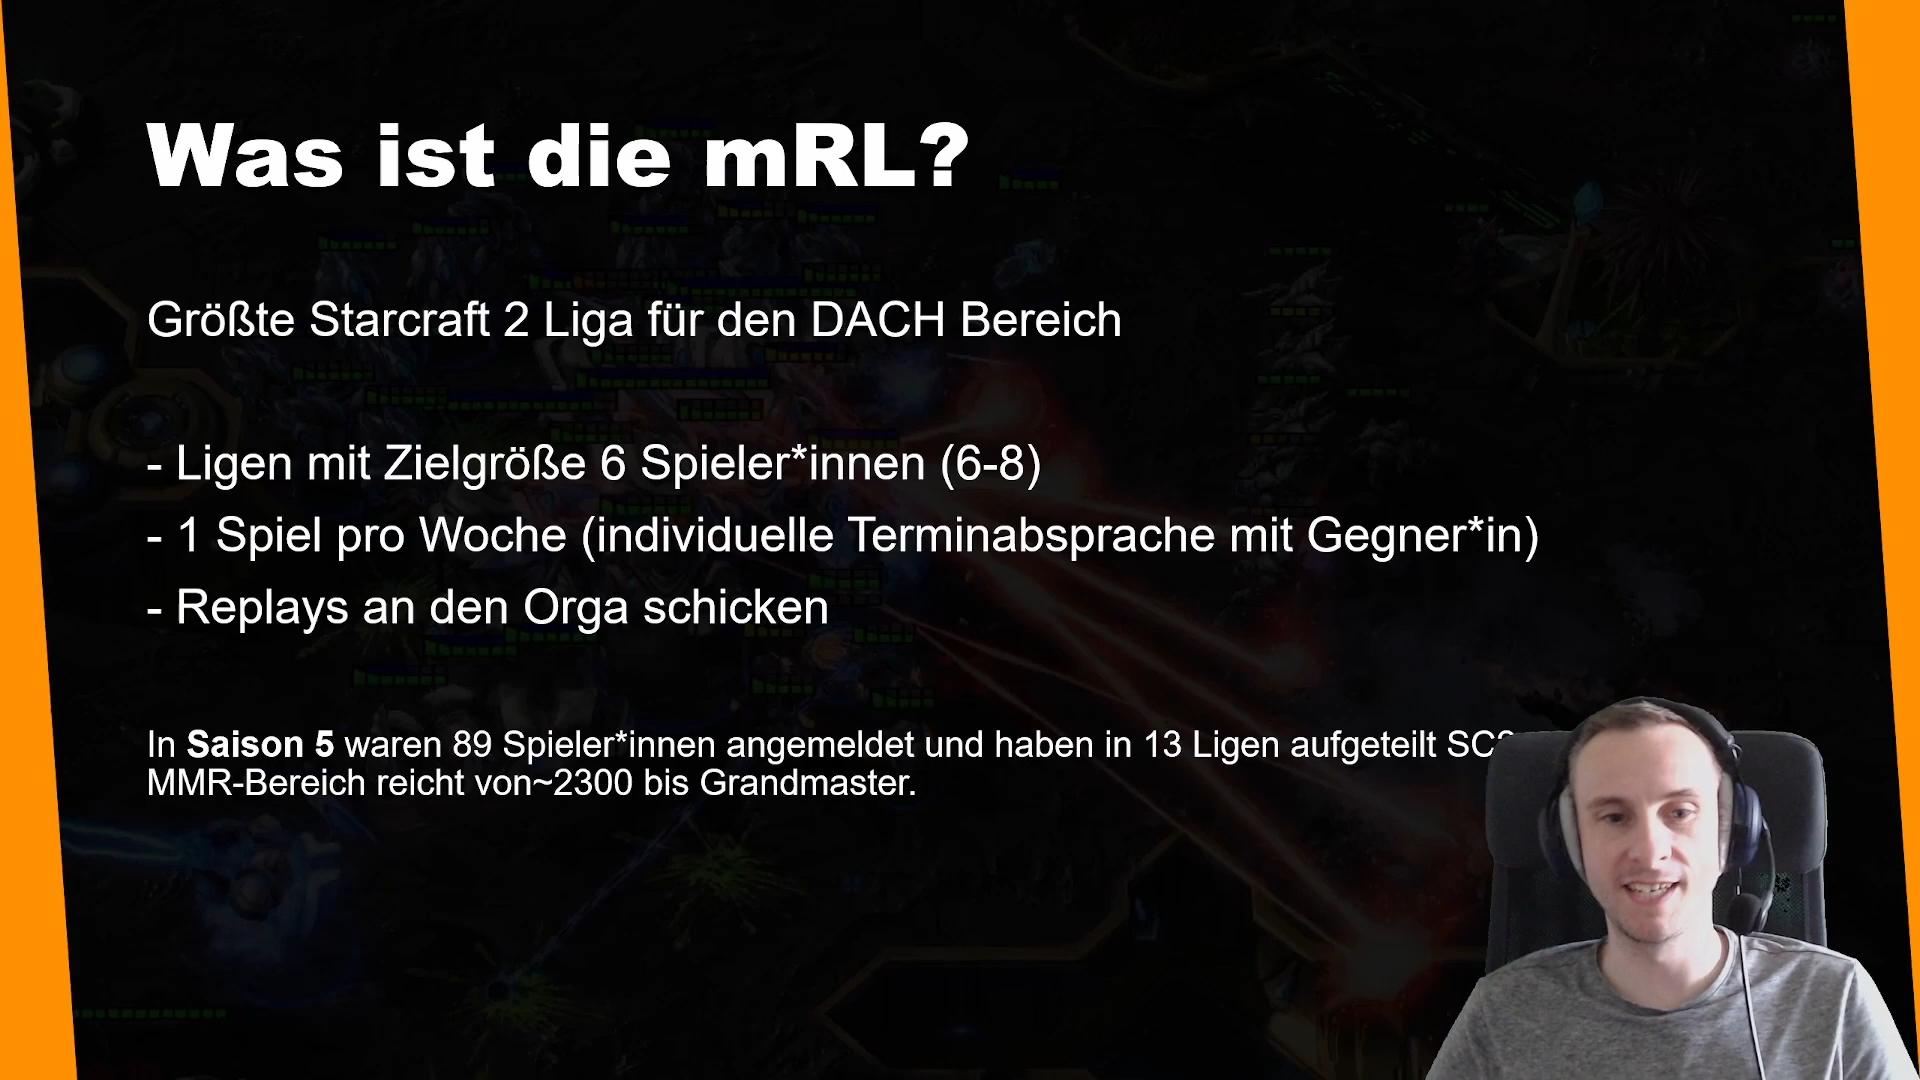 Was ist die mRL?
Größte Starcraft 2 Liga für den DACH Bereich
- Ligen mit Zielgröße 6 Spieler*innen (6-8)
- 1 Spiel pro Woche (individuelle Terminabsprache mit Gegner*in)
- Replays an den Orga schicken
In Saison 5 waren 89 Spieler*innen angemeldet und haben in 13 Ligen aufgeteilt
MMR-Bereich reicht von~2300 bis Grandmaster.